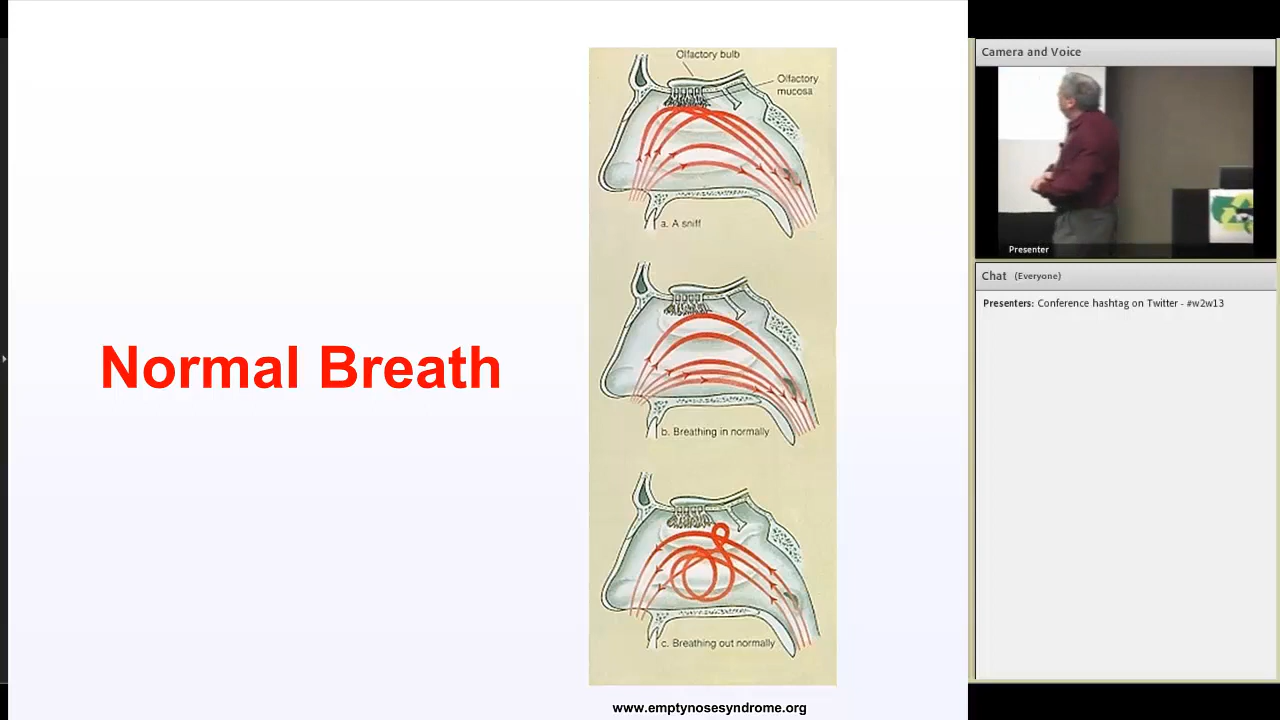 Normal Breath
Olfactory bulb
Olfactory
mucosa
a. A sniff
b. Breathing in normally
c. Breathing out normally
www.emptynosesyndrome.org
Camera and Voice
Presenter
Chat (Everyone)
Presenters: Conference hashtag on Twitter - #w2w13